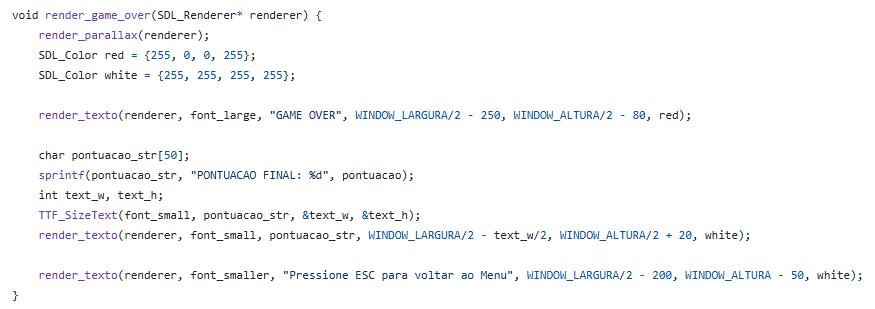 void render_game_over(SDL_Renderer* renderer) {
    render_parallax(renderer);
    SDL_Color red = {255, 0, 0, 255};
    SDL_Color white = {255, 255, 255, 255};

    render_texto(renderer, font_large, "GAME OVER", WINDOW_LARGURA/2 - 250, WINDOW_ALTURA/2 - 80, red);

    char pontuacao_str[50];
    sprintf(pontuacao_str, "PONTUACAO FINAL: %d", pontuacao);
    int text_w, text_h;
    TTF_SizeText(font_small, pontuacao_str, &text_w, &text_h);
    render_texto(renderer, font_small, pontuacao_str, WINDOW_LARGURA/2 - text_w/2, WINDOW_ALTURA/2 + 20, white);

    render_texto(renderer, font_smaller, "Pressione ESC para voltar ao Menu", WINDOW_LARGURA/2 - 200, WINDOW_ALTURA - 50, white);
}